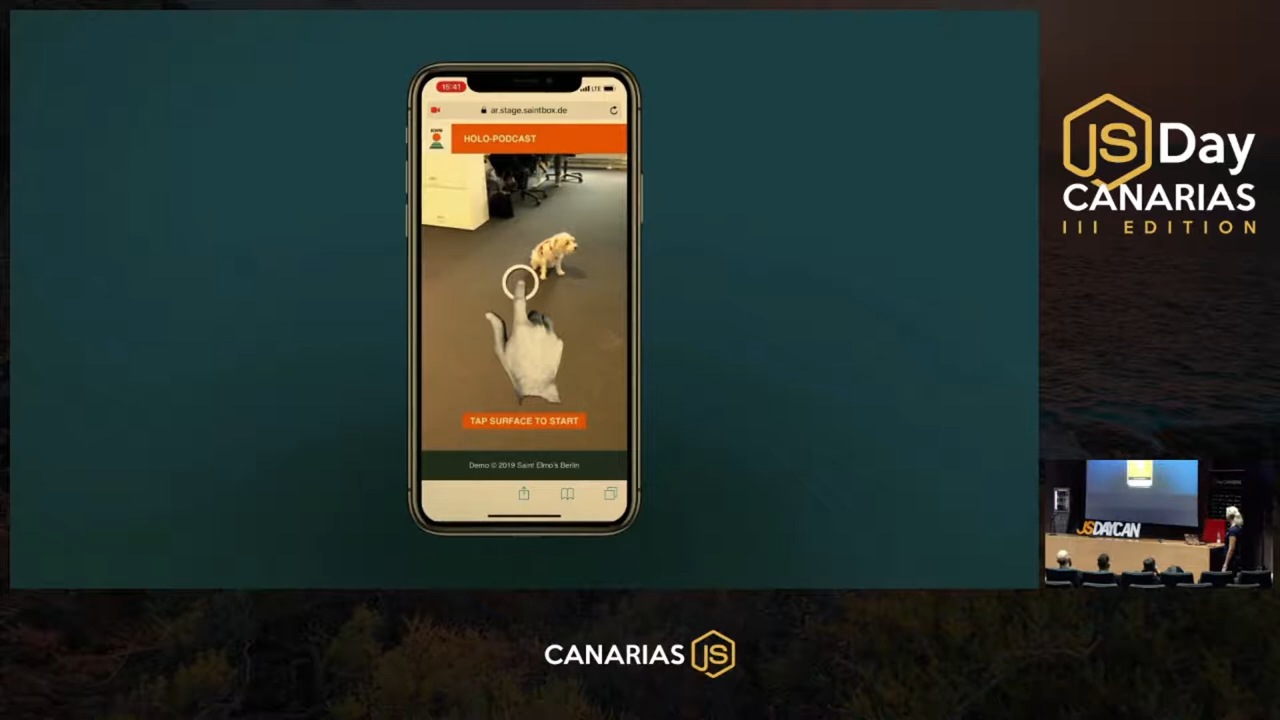 15:41
LTE
ar.stage.saintbox.de
HOLO-PODCAST
TAP SURFACE TO START
Demo © 2019 Saint Elmo's Berlin
JS Day
CANARIAS
III EDITION
JSDAYCAN
CANARIAS JS